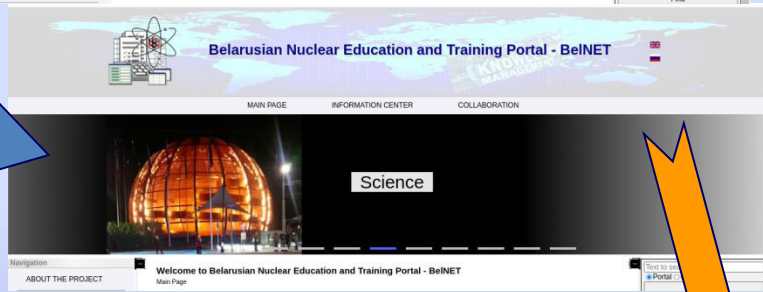 Belarusian Nuclear Education and Training Portal - BelNET
KNOWLEDGE
MANAGEMENT
MAIN PAGE INFORMATION CENTER COLLABORATION
Science
Navigation
ABOUT THE PROJECT
Welcome to Belarusian Nuclear Education and Training Portal - BelNET
Main Page
Text to
Portal